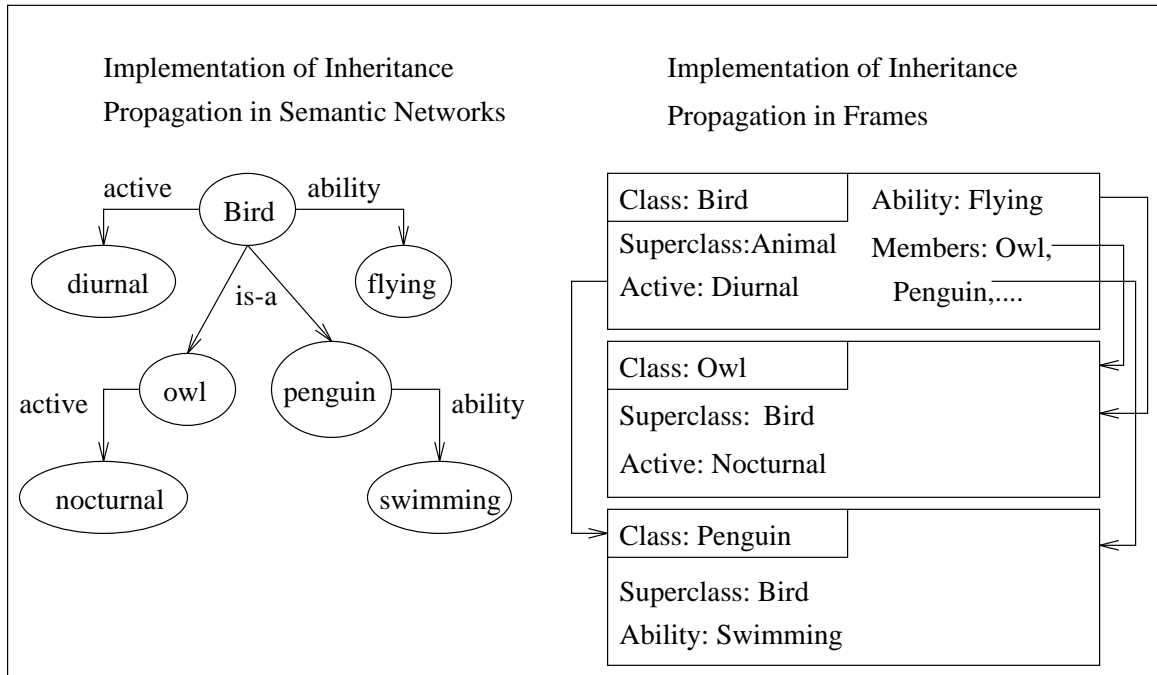 Implementation of Inheritance
Propagation in Semantic Networks
active
Bird
ability
diurnal
flying
is-a
owl
penguin
active
ability
nocturnal
swimming
Implementation of Inheritance
Propagation in Frames
Class: Bird
Ability: Flying
Superclass:Animal
Members: Owl,
Active: Diurnal
Penguin,....
Class: Owl
Superclass: Bird
Active: Nocturnal
Class: Penguin
Superclass: Bird
Ability: Swimming